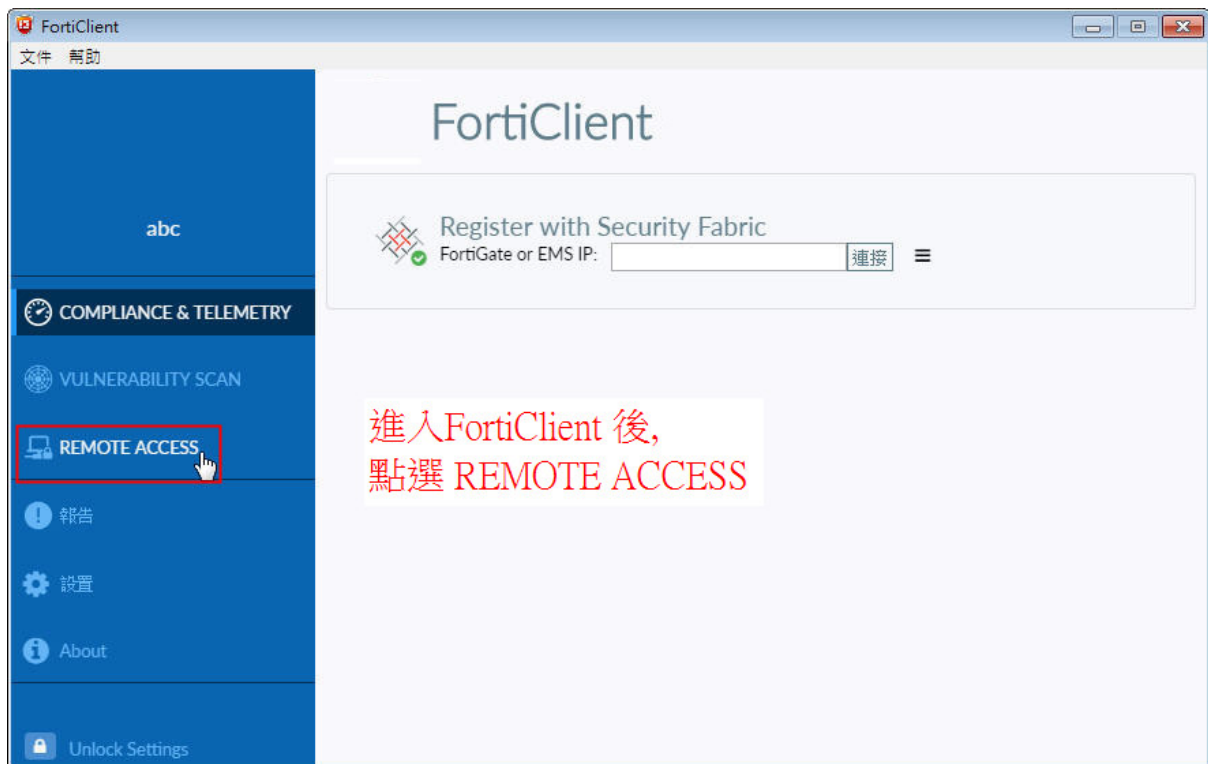 FortiClient
文件 幫助
FortiClient
abc
Register with Security Fabric
FortiGate or EMS IP: 連接
COMPLIANCE & TELEMETRY
VULNERABILITY SCAN
REMOTE ACCESS
進入FortiClient 後,
點選 REMOTE ACCESS
報告
設置
About
Unlock Settings